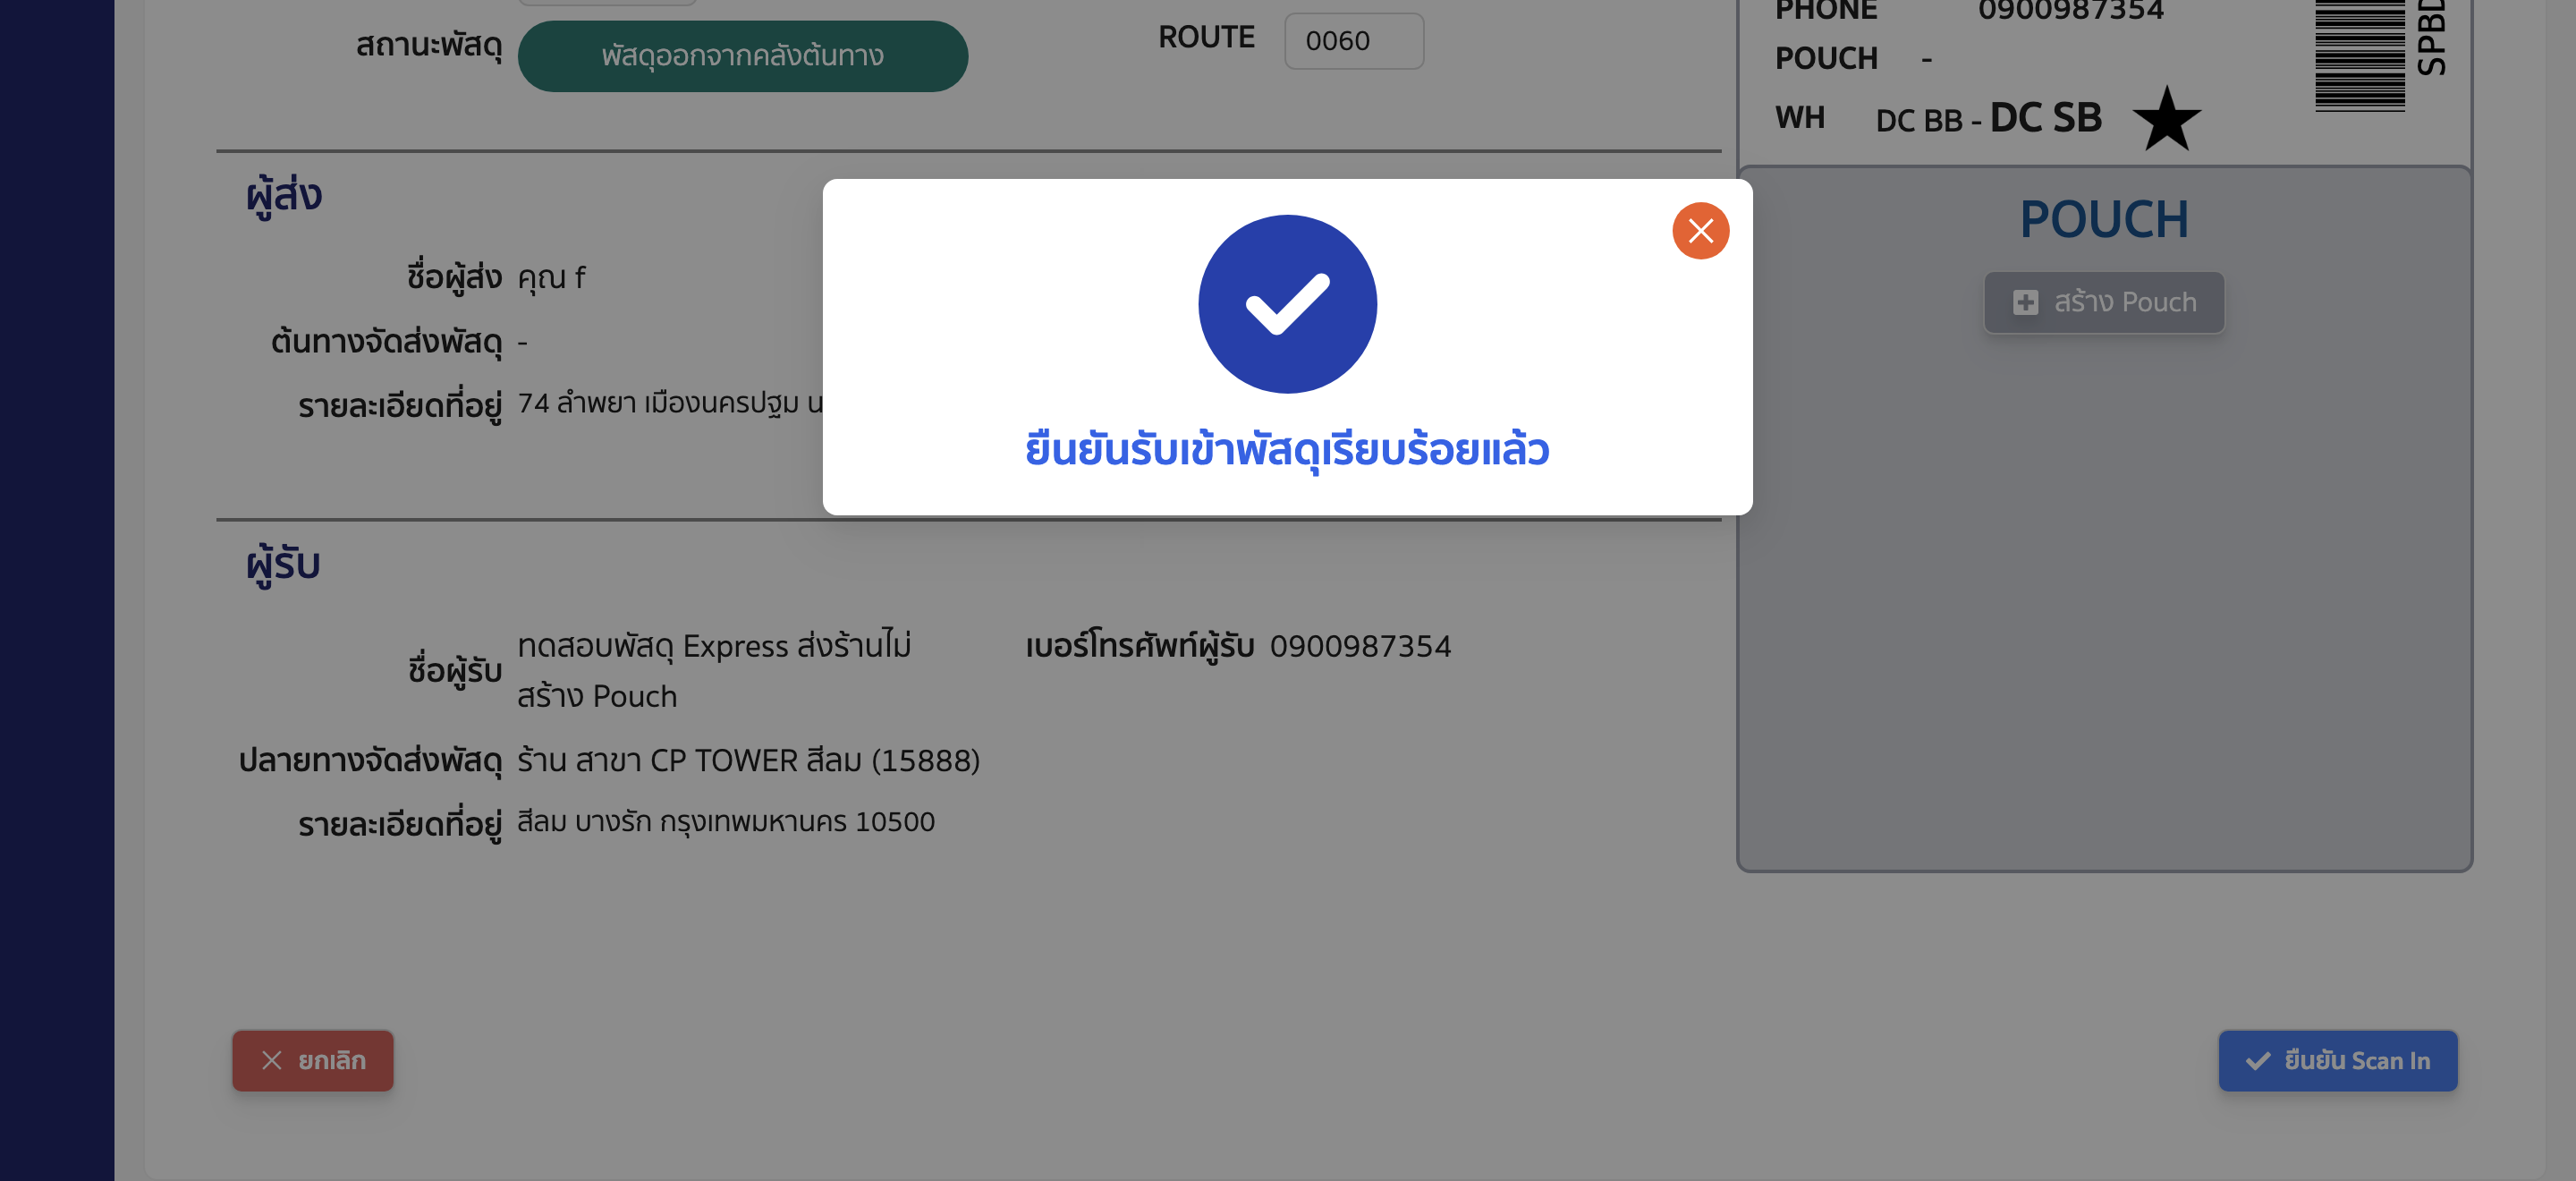 สถานะพัสดุ พัสดุออกจากคลังต้นทาง ROUTE 0060
PHONE 0900987354
POUCH -
WH DC BB - DC SB
SPBD
ผู้ส่ง
ชื่อผู้ส่ง คุณ f
ต้นทางจัดส่งพัสดุ -
รายละเอียดที่อยู่ 74 ลำพยา เมืองนครปฐม น
POUCH
สร้าง Pouch
ยืนยันรับเข้าพัสดุเรียบร้อยแล้ว
ผู้รับ
ชื่อผู้รับ ทดสอบพัสดุ Express ส่งร้านไม่
สร้าง Pouch
เบอร์โทรศัพท์ผู้รับ 0900987354
ปลายทางจัดส่งพัสดุ ร้าน สาขา CP TOWER สีลม (15888)
รายละเอียดที่อยู่ สีลม บางรัก กรุงเทพมหานคร 10500
ยกเลิก
ยืนยัน Scan In